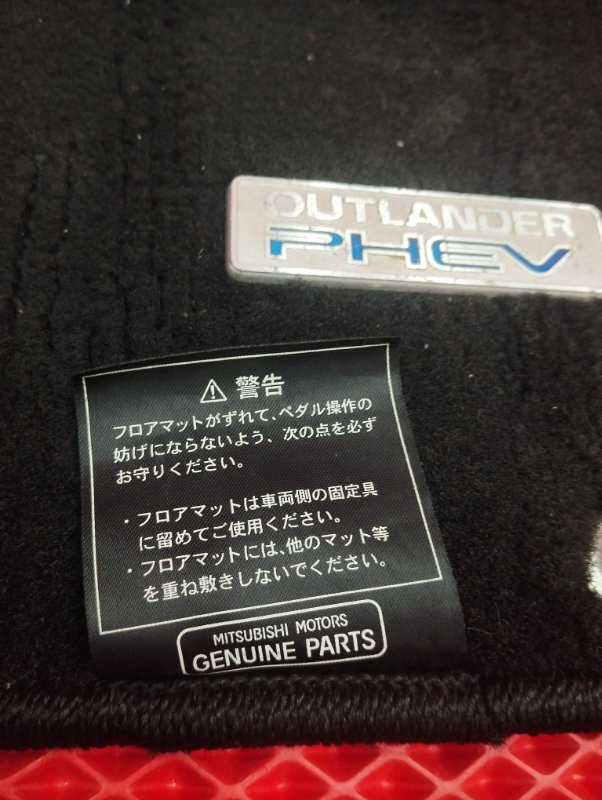 OUTLANDER
PHEV
⚠ 警告
フロアマットがずれて、ペダル操作の
妨げにならないよう、次の点を必ず
お守りください。
・フロアマットは車両側の固定具
に留めてご使用ください。
・フロアマットには、他のマット等
を重ね敷きしないでください。
MITSUBISHI MOTORS
GENUINE PARTS